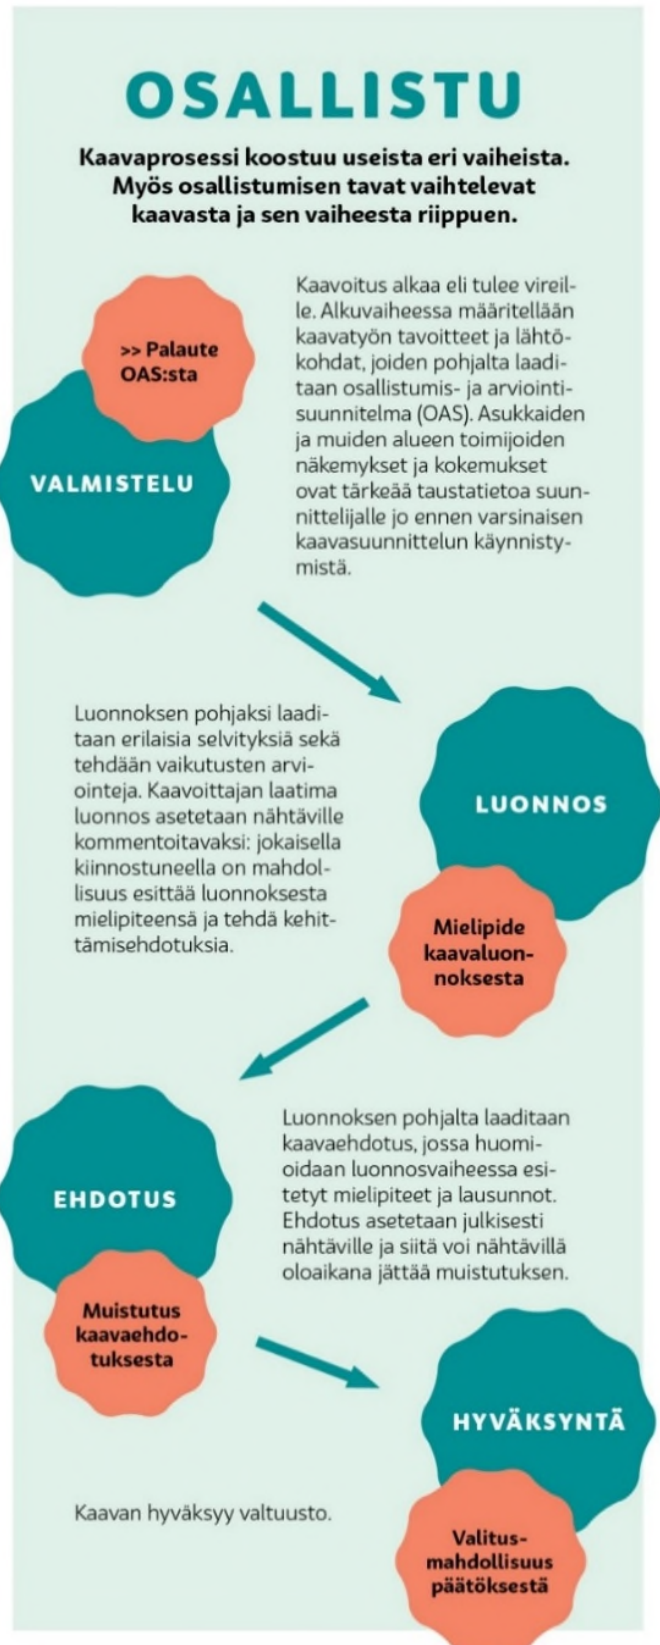 OSALLISTU
Kaavaprosessi koostuu useista eri vaiheista.
Myös osallistumisen tavat vaihtelevat
kaavasta ja sen vaiheesta riippuen.
>> Palaute
OAS:sta
VALMISTELU
Kaavoitus alkaa eli tulee vireil-
le. Alkuvaiheessa määritellään
kaavatyön tavoitteet ja lähtö-
kohdat, joiden pohjalta laadi-
taan osallistumis- ja arviointi-
suunnitelma (OAS). Asukkaiden
ja muiden alueen toimijoiden
näkemykset ja kokemukset
ovat tärkeää taustatietoa suun-
nittelijalle jo ennen varsinaisen
kaavasuunnittelun käynnisty-
mistä.
Luonnoksen pohjaksi laadi-
taan erilaisia selvityksiä sekä
tehdään vaikutusten arvi-
ointeja. Kaavoittajan laatima
luonnos asetetaan nähtäville
kommentoitavaksi: jokaisella
kiinnostuneella on mahdol-
lisuus esittää luonnoksesta
mielipiteensä ja tehdä kehit-
tämisehdotuksia.
LUONNOS
Mielipide
kaavaluon-
noksesta
EHDOTUS
Muistutus
kaavaehdo-
tuksesta
Luonnoksen pohjalta laaditaan
kaavaehdotus, jossa huomi-
oidaan luonnosvaiheessa esi-
tetyt mielipiteet ja lausunnot.
Ehdotus asetetaan julkisesti
nähtäville ja siitä voi nähtävillä
oloaikana jättää muistutuksen.
HYVÄKSYNTÄ
Kaavan hyväksyy valtuusto.
Valitus-
mahdollisuus
päätöksestä